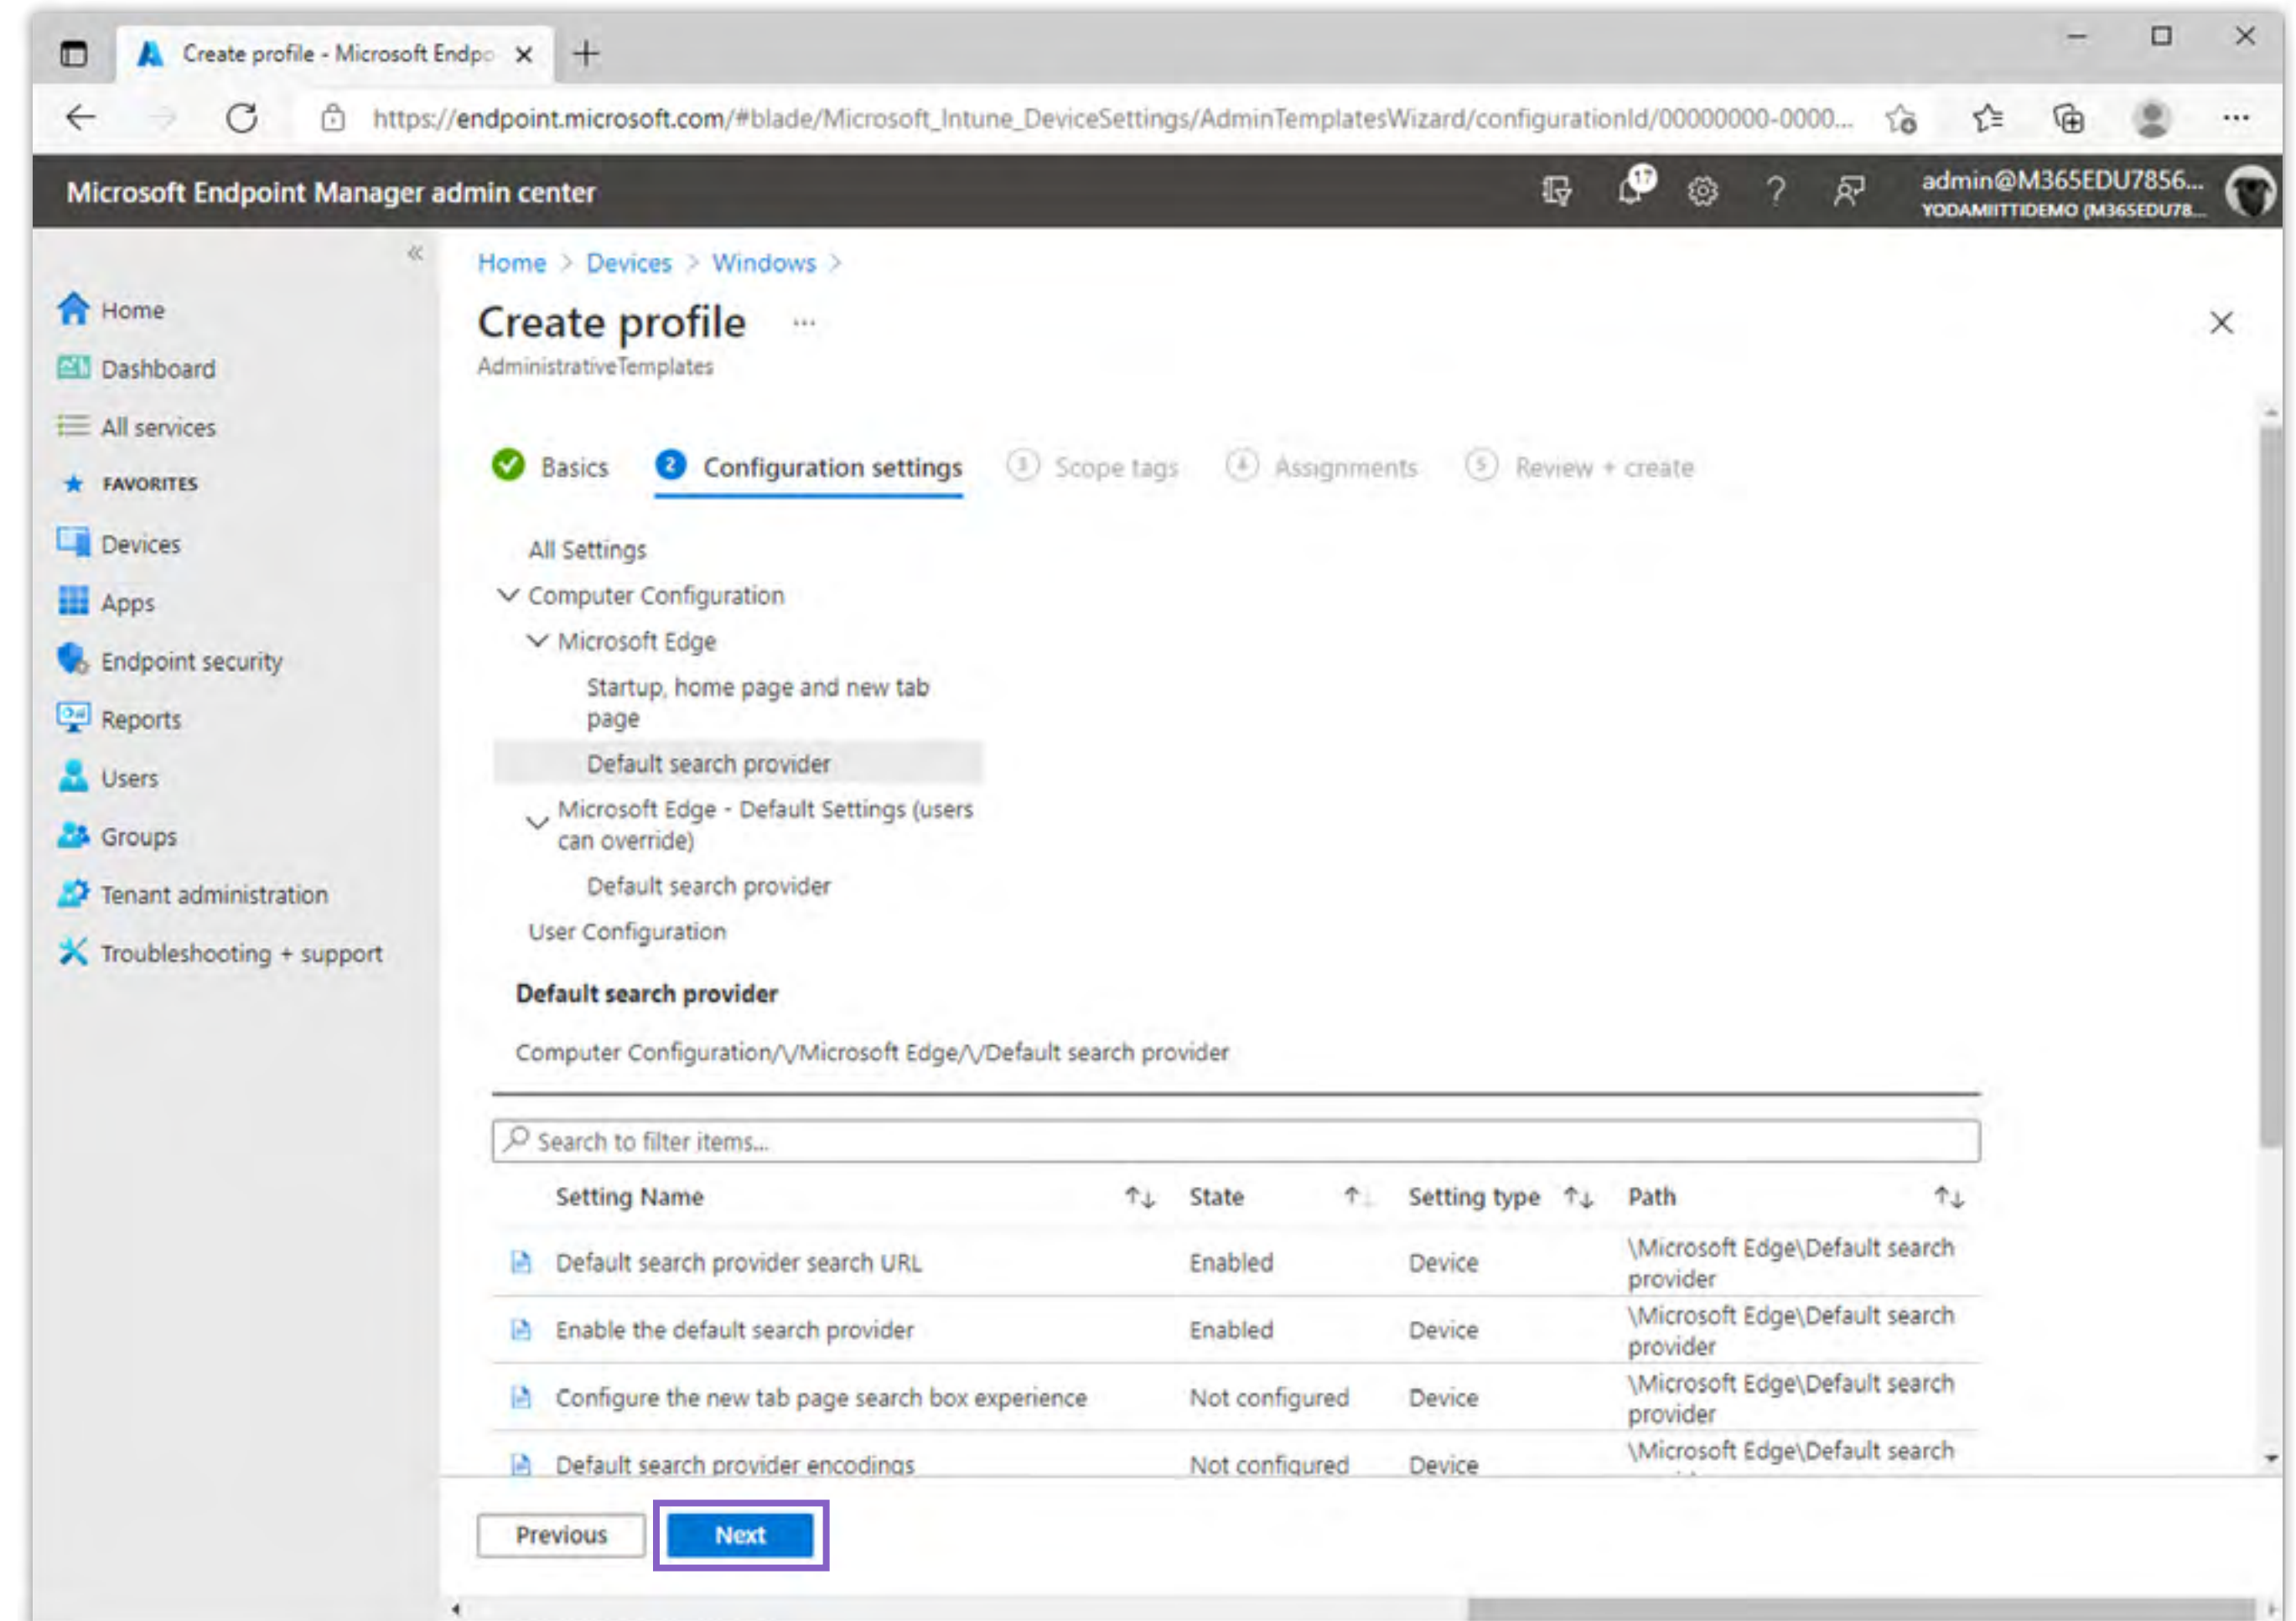 Create profile - Microsoft Endpo
https://endpoint.microsoft.com/#blade/Microsoft_Intune_DeviceSettings/AdminTemplatesWizard/configurationId/00000000-0000...
Microsoft Endpoint Manager admin center
17
?
admin@M365EDU7856...
YODAMIITTIDEMO (M365EDU78...
Home
Dashboard
All services
FAVORITES
Devices
Apps
Endpoint security
Reports
Users
Groups
Tenant administration
Troubleshooting + support
Home > Devices > Windows >
Create profile ...
AdministrativeTemplates
Basics
2 Configuration settings
3 Scope tags
4 Assignments
5 Review + create
All Settings
Computer Configuration
Microsoft Edge
Startup, home page and new tab
page
Default search provider
Microsoft Edge - Default Settings (users
can override)
Default search provider
User Configuration
Default search provider
Computer Configuration/\/Microsoft Edge/\/Default search provider
Search to filter items...
Setting Name State Setting type Path
Default search provider search URL Enabled Device \Microsoft Edge\Default search
provider
Enable the default search provider Enabled Device \Microsoft Edge\Default search
provider
Configure the new tab page search box experience Not configured Device \Microsoft Edge\Default search
provider
Default search provider encodings Not configured Device \Microsoft Edge\Default search
Previous
Next